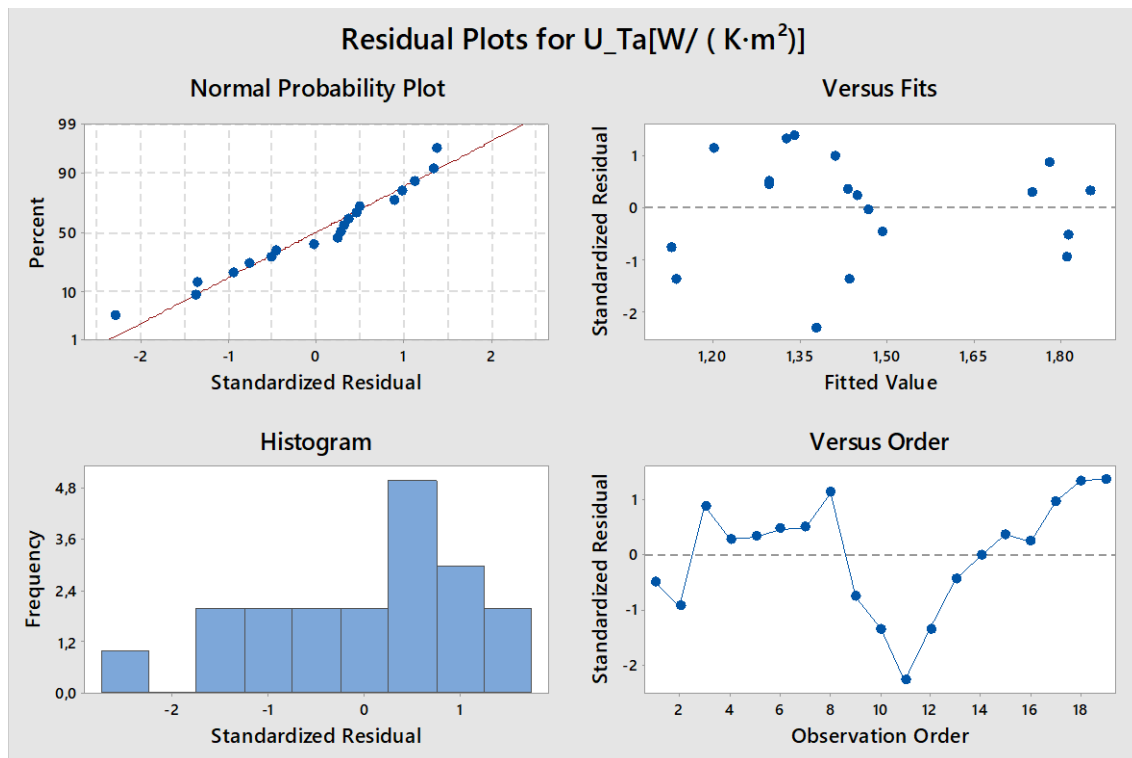 Residual Plots for U_Ta[W/ ( K·m²)]
Normal Probability Plot
99
90
50
10
1
Percent
-2 -1 0 1 2
Standardized Residual
Versus Fits
1
0
-1
-2
Standardized Residual
1,20 1,35 1,50 1,65 1,80
Fitted Value
Histogram
4,8
3,6
2,4
1,2
0,0
Frequency
-2 -1 0 1
Standardized Residual
Versus Order
1
0
-1
-2
Standardized Residual
2 4 6 8 10 12 14 16 18
Observation Order